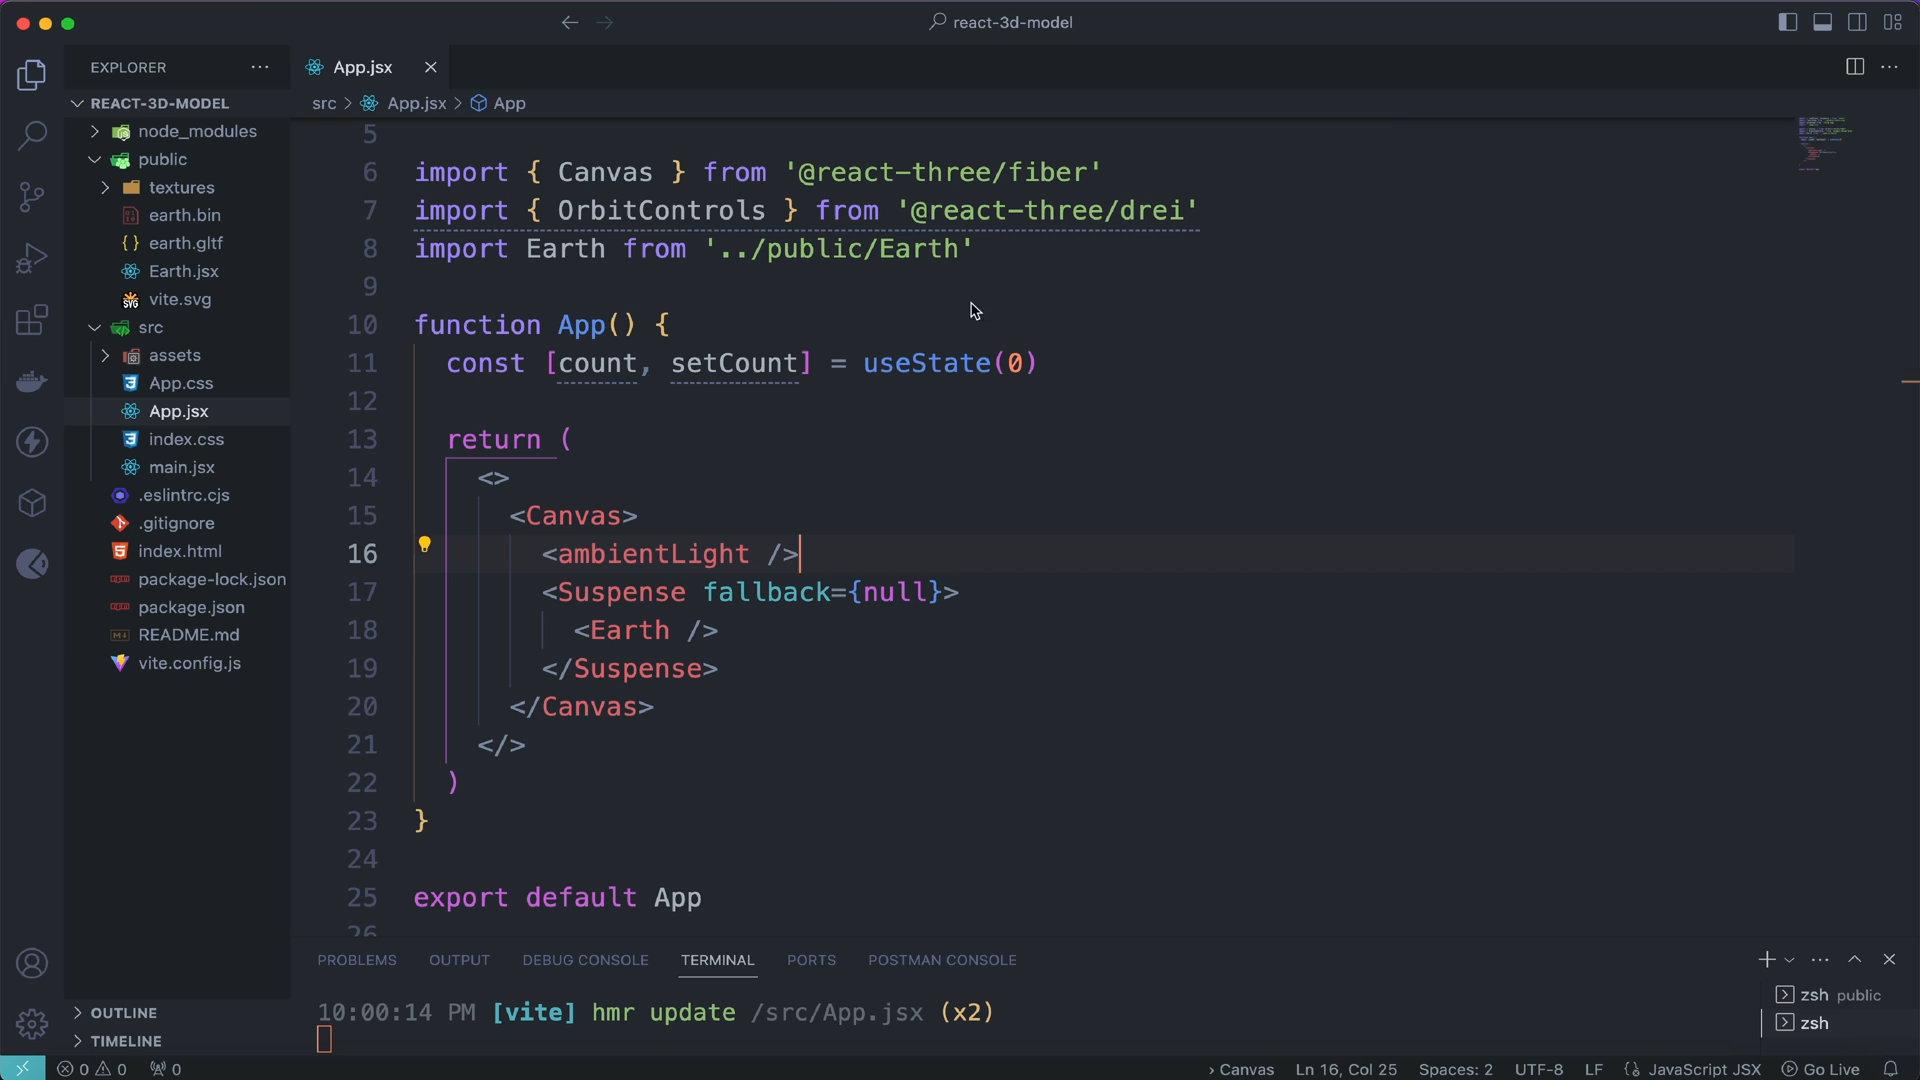 react-3d-model
EXPLORER
App.jsx
REACT-3D-MODEL
src > App.jsx > App
node_modules
public
textures
earth.bin
earth.gltf
Earth.jsx
vite.svg
src
assets
App.css
App.jsx
index.css
main.jsx
.eslintrc.cjs
.gitignore
index.html
package-lock.json
package.json
README.md
vite.config.js
OUTLINE
TIMELINE
5
6 import { Canvas } from '@react-three/fiber'
7 import { OrbitControls } from '@react-three/drei'
8 import Earth from '../public/Earth'
9
10 function App() {
11 const [count, setCount] = useState(0)
12
13 return (
14 <>
15 <Canvas>
16 <ambientLight />
17 <Suspense fallback={null}>
18 <Earth />
19 </Suspense>
20 </Canvas>
21 </>
22 )
23 }
24
25 export default App
26
PROBLEMS OUTPUT DEBUG CONSOLE TERMINAL PORTS POSTMAN CONSOLE
10:00:14 PM [vite] hmr update /src/App.jsx (x2)
zsh public
zsh
0 0 0 › Canvas Ln 16, Col 25 Spaces: 2 UTF-8 LF {} JavaScript JSX Go Live